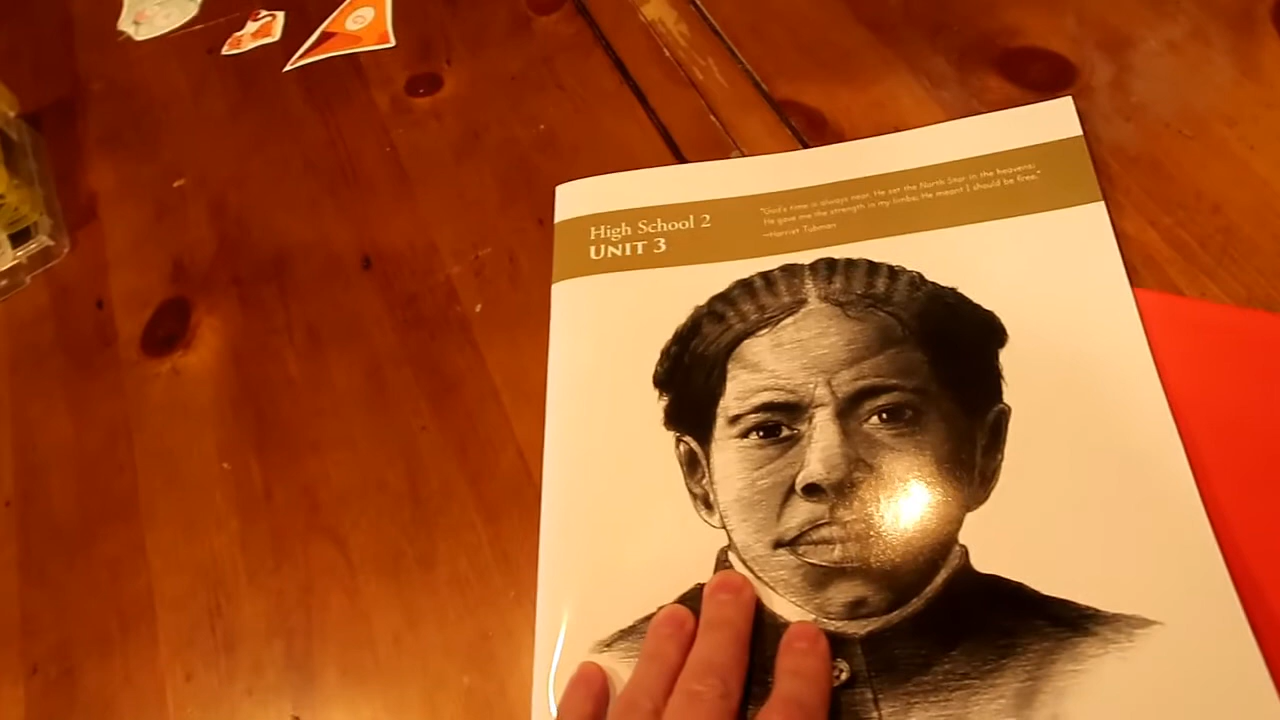 High School 2
UNIT 3
"God's time is always near. He set the North Star in the heavens;
He gave me the strength in my limbs; He meant I should be free."
—Harriet Tubman